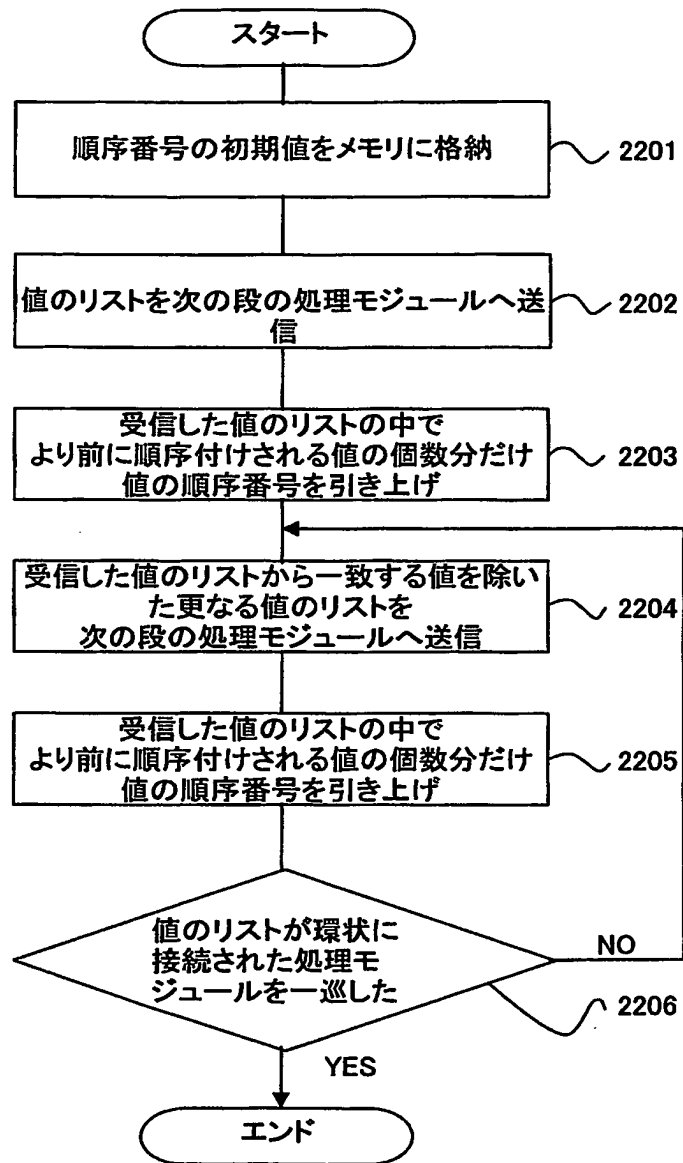 スタート
順序番号の初期値をメモリに格納
2201
値のリストを次の段の処理モジュールへ送
信
2202
受信した値のリストの中で
より前に順序付けされる値の個数分だけ
値の順序番号を引き上げ
2203
受信した値のリストから一致する値を除い
た更なる値のリストを
次の段の処理モジュールへ送信
2204
受信した値のリストの中で
より前に順序付けされる値の個数分だけ
値の順序番号を引き上げ
2205
値のリストが環状に
接続された処理モ
ジュールを一巡した
NO
2206
YES
エンド